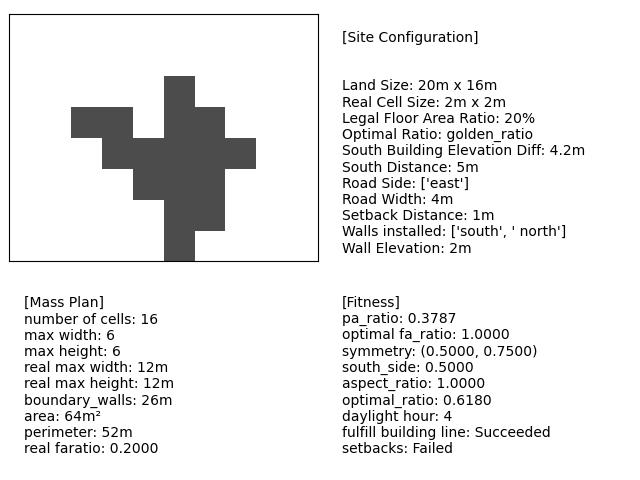 [Site Configuration]
Land Size: 20m x 16m
Real Cell Size: 2m x 2m
Legal Floor Area Ratio: 20%
Optimal Ratio: golden_ratio
South Building Elevation Diff: 4.2m
South Distance: 5m
Road Side: ['east']
Road Width: 4m
Setback Distance: 1m
Walls installed: ['south', ' north']
Wall Elevation: 2m
[Mass Plan]
number of cells: 16
max width: 6
max height: 6
real max width: 12m
real max height: 12m
boundary_walls: 26m
area: 64m²
perimeter: 52m
real faratio: 0.2000
[Fitness]
pa_ratio: 0.3787
optimal fa_ratio: 1.0000
symmetry: (0.5000, 0.7500)
south_side: 0.5000
aspect_ratio: 1.0000
optimal_ratio: 0.6180
daylight hour: 4
fulfill building line: Succeeded
setbacks: Failed